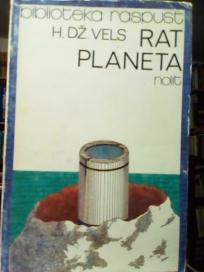 biblioteka raspust
H. DŽ. VELS RAT
PLANETA
nolit